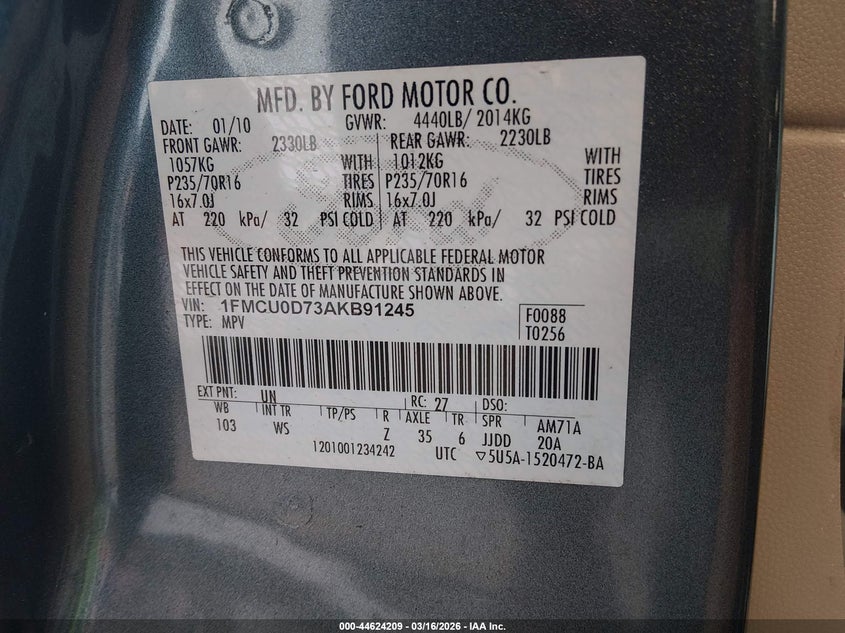 MFD. BY FORD MOTOR CO.
DATE: 01/10 GVWR: 4440LB/ 2014KG
FRONT GAWR: 2330LB REAR GAWR: 2230LB
1057KG WITH 1012KG WITH
P235/70R16 TIRES P235/70R16 TIRES
16x7.0J RIMS 16x7.0J RIMS
AT 220 kPa/ 32 PSI COLD AT 220 kPa/ 32 PSI COLD
THIS VEHICLE CONFORMS TO ALL APPLICABLE FEDERAL MOTOR
VEHICLE SAFETY AND THEFT PREVENTION STANDARDS IN
EFFECT ON THE DATE OF MANUFACTURE SHOWN ABOVE.
VIN: 1FMCU0D73AKB91245 F0088
TYPE: MPV T0256
EXT PNT: UN RC: 27 DSO:
WB INT TR TP/PS R AXLE TR SPR AM71A
103 WS Z 35 6 JJDD 20A
1201001234242 UTC ▽5U5A-1520472-BA
000-44624209 - 03/16/2026 - IAA Inc.